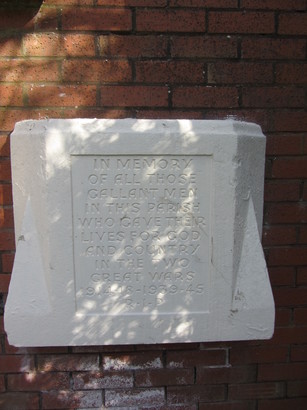 IN MEMORY
OF ALL THOSE
GALLANT MEN
IN THIS PARISH
WHO GAVE THEIR
LIVES FOR GOD
AND COUNTRY
IN THE TWO
GREAT WARS
1914-18-1939-45
R·I·P